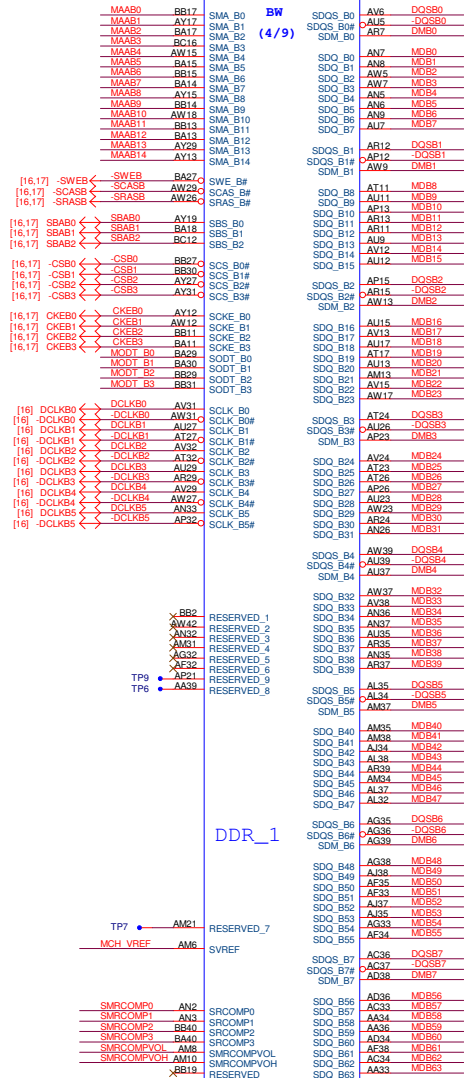 MAAB0 BB17 SMA_B0
MAAB1 AY17 SMA_B1
MAAB2 BA17 SMA_B2
MAAB3 BC16 SMA_B3
MAAB4 AW15 SMA_B4
MAAB5 BA15 SMA_B5
MAAB6 BB15 SMA_B6
MAAB7 BA14 SMA_B7
MAAB8 AY15 SMA_B8
MAAB9 BB14 SMA_B9
MAAB10 AW18 SMA_B10
MAAB11 BB13 SMA_B11
MAAB12 BA13 SMA_B12
MAAB13 AY29 SMA_B13
MAAB14 AY13 SMA_B14
[16,17] -SWEB -SWEB BA27 SWE_B#
[16,17] -SCASB -SCASB AW29 SCAS_B#
[16,17] -SRASB -SRASB AW26 SRAS_B#
[16,17] SBAB0 SBAB0 AY19 SBS_B0
[16,17] SBAB1 SBAB1 BA18 SBS_B1
[16,17] SBAB2 SBAB2 BC12 SBS_B2
[16,17] -CSB0 -CSB0 BB27 SCS_B0#
[16,17] -CSB1 -CSB1 BB30 SCS_B1#
[16,17] -CSB2 -CSB2 AY27 SCS_B2#
[16,17] -CSB3 -CSB3 AY31 SCS_B3#
[16,17] CKEB0 CKEB0 AY12 SCKE_B0
[16,17] CKEB1 CKEB1 AW12 SCKE_B1
[16,17] CKEB2 CKEB2 BB11 SCKE_B2
[16,17] CKEB3 CKEB3 BA11 SCKE_B3
MODT_B0 BA29 SODT_B0
MODT_B1 BA30 SODT_B1
MODT_B2 BB29 SODT_B2
MODT_B3 BB31 SODT_B3
[16] DCLKB0 DCLKB0 AV31 SCLK_B0
[16] -DCLKB0 -DCLKB0 AW31 SCLK_B0#
[16] DCLKB1 DCLKB1 AU27 SCLK_B1
[16] -DCLKB1 -DCLKB1 AT27 SCLK_B1#
[16] DCLKB2 DCLKB2 AV32 SCLK_B2
[16] -DCLKB2 -DCLKB2 AT32 SCLK_B2#
[16] DCLKB3 DCLKB3 AU29 SCLK_B3
[16] -DCLKB3 -DCLKB3 AR29 SCLK_B3#
[16] DCLKB4 DCLKB4 AV29 SCLK_B4
[16] -DCLKB4 -DCLKB4 AW27 SCLK_B4#
[16] DCLKB5 DCLKB5 AN33 SCLK_B5
[16] -DCLKB5 -DCLKB5 AP32 SCLK_B5#
BB2 RESERVED_1
AW42 RESERVED_2
AN32 RESERVED_3
AM31 RESERVED_4
AG32 RESERVED_5
AF32 RESERVED_6
TP9 AP21 RESERVED_9
TP6 AA39 RESERVED_8
TP7 AM21 RESERVED_7
MCH_VREF AM6 SVREF
SMRCOMP0 AN2 SRCOMP0
SMRCOMP1 AN3 SRCOMP1
SMRCOMP2 BB40 SRCOMP2
SMRCOMP3 BA40 SRCOMP3
SMRCOMPVOL AM8 SMRCOMPVOL
SMRCOMPVOH AM10 SMRCOMPVOH
BB19 RESERVED
BW
(4/9)
DDR_1
SDQS_B0 AV6 DQSB0
SDQS_B0# AU5 -DQSB0
SDM_B0 AR7 DMB0
SDQ_B0 AN7 MDB0
SDQ_B1 AN8 MDB1
SDQ_B2 AW5 MDB2
SDQ_B3 AW7 MDB3
SDQ_B4 AN5 MDB4
SDQ_B5 AN6 MDB5
SDQ_B6 AN9 MDB6
SDQ_B7 AU7 MDB7
SDQS_B1 AR12 DQSB1
SDQS_B1# AP12 -DQSB1
SDM_B1 AW9 DMB1
SDQ_B8 AT11 MDB8
SDQ_B9 AU11 MDB9
SDQ_B10 AP13 MDB10
SDQ_B11 AR13 MDB11
SDQ_B12 AR11 MDB12
SDQ_B13 AU9 MDB13
SDQ_B14 AV12 MDB14
SDQ_B15 AU12 MDB15
SDQS_B2 AP15 DQSB2
SDQS_B2# AR15 -DQSB2
SDM_B2 AW13 DMB2
SDQ_B16 AU15 MDB16
SDQ_B17 AV13 MDB17
SDQ_B18 AU17 MDB18
SDQ_B19 AT17 MDB19
SDQ_B20 AU13 MDB20
SDQ_B21 AM13 MDB21
SDQ_B22 AV15 MDB22
SDQ_B23 AW17 MDB23
SDQS_B3 AT24 DQSB3
SDQS_B3# AU26 -DQSB3
SDM_B3 AP23 DMB3
SDQ_B24 AV24 MDB24
SDQ_B25 AT23 MDB25
SDQ_B26 AT26 MDB26
SDQ_B27 AP26 MDB27
SDQ_B28 AU23 MDB28
SDQ_B29 AW23 MDB29
SDQ_B30 AR24 MDB30
SDQ_B31 AN26 MDB31
SDQS_B4 AW39 DQSB4
SDQS_B4# AU39 -DQSB4
SDM_B4 AU37 DMB4
SDQ_B32 AW37 MDB32
SDQ_B33 AV38 MDB33
SDQ_B34 AN36 MDB34
SDQ_B35 AN37 MDB35
SDQ_B36 AU35 MDB36
SDQ_B37 AR35 MDB37
SDQ_B38 AN35 MDB38
SDQ_B39 AR37 MDB39
SDQS_B5 AL35 DQSB5
SDQS_B5# AL34 -DQSB5
SDM_B5 AM37 DMB5
SDQ_B40 AM35 MDB40
SDQ_B41 AM38 MDB41
SDQ_B42 AJ34 MDB42
SDQ_B43 AL38 MDB43
SDQ_B44 AR39 MDB44
SDQ_B45 AM34 MDB45
SDQ_B46 AL37 MDB46
SDQ_B47 AL32 MDB47
SDQS_B6 AG35 DQSB6
SDQS_B6# AG36 -DQSB6
SDM_B6 AG39 DMB6
SDQ_B48 AG38 MDB48
SDQ_B49 AJ38 MDB49
SDQ_B50 AF35 MDB50
SDQ_B51 AF33 MDB51
SDQ_B52 AJ37 MDB52
SDQ_B53 AJ35 MDB53
SDQ_B54 AG33 MDB54
SDQ_B55 AF34 MDB55
SDQS_B7 AC36 DQSB7
SDQS_B7# AC37 -DQSB7
SDM_B7 AD38 DMB7
SDQ_B56 AD36 MDB56
SDQ_B57 AC33 MDB57
SDQ_B58 AA34 MDB58
SDQ_B59 AA36 MDB59
SDQ_B60 AD34 MDB60
SDQ_B61 AF38 MDB61
SDQ_B62 AC34 MDB62
SDQ_B63 AA33 MDB63